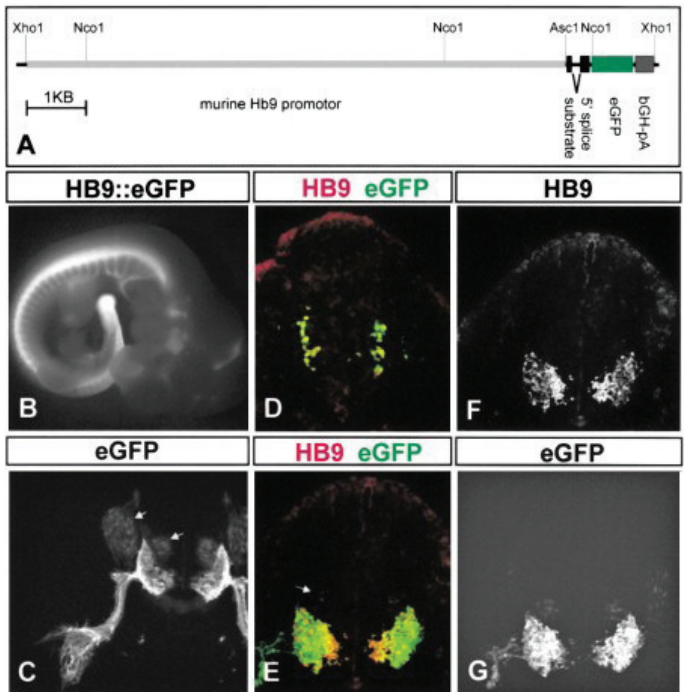 Xho1 Nco1 Nco1 Asc1 Nco1 Xho1
1KB
murine Hb9 promotor
substrate
5' splice
eGFP
bGH-pA
A
HB9::eGFP
HB9 eGFP
HB9
B
D
F
eGFP
HB9 eGFP
eGFP
C
E
G